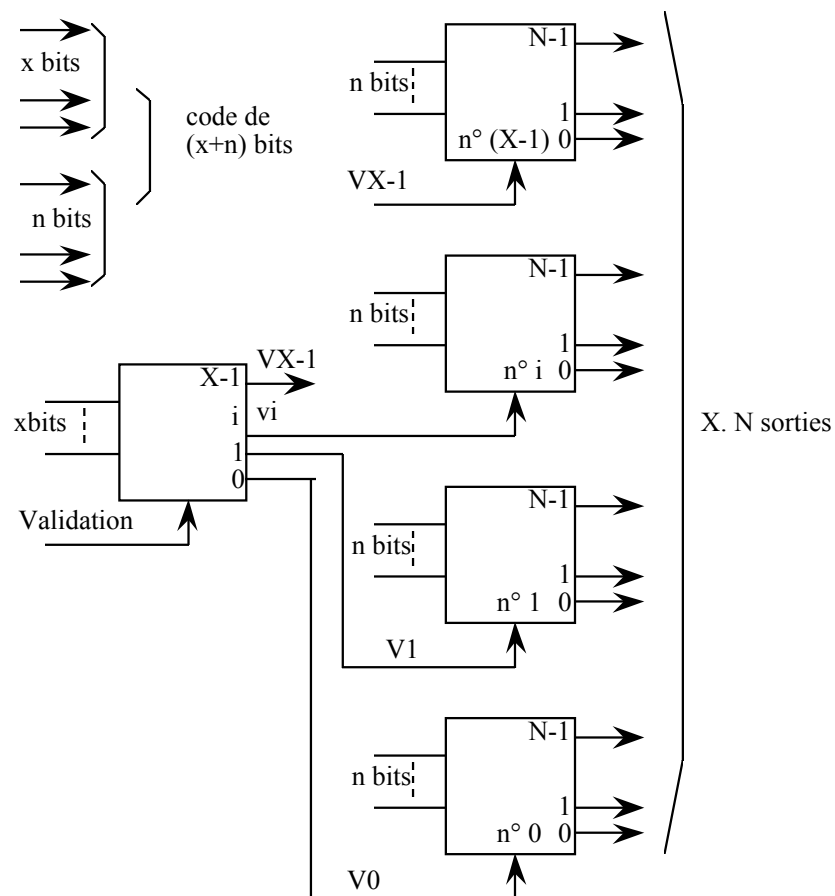 x bits
code de
(x+n) bits
n bits
N-1
n bits
1
n° (X-1) 0
VX-1
N-1
n bits
1
n° i 0
VX-1
X-1
i
vi
xbits
1
0
Validation
X. N sorties
N-1
n bits
1
n° 1 0
V1
N-1
n bits
1
n° 0 0
V0